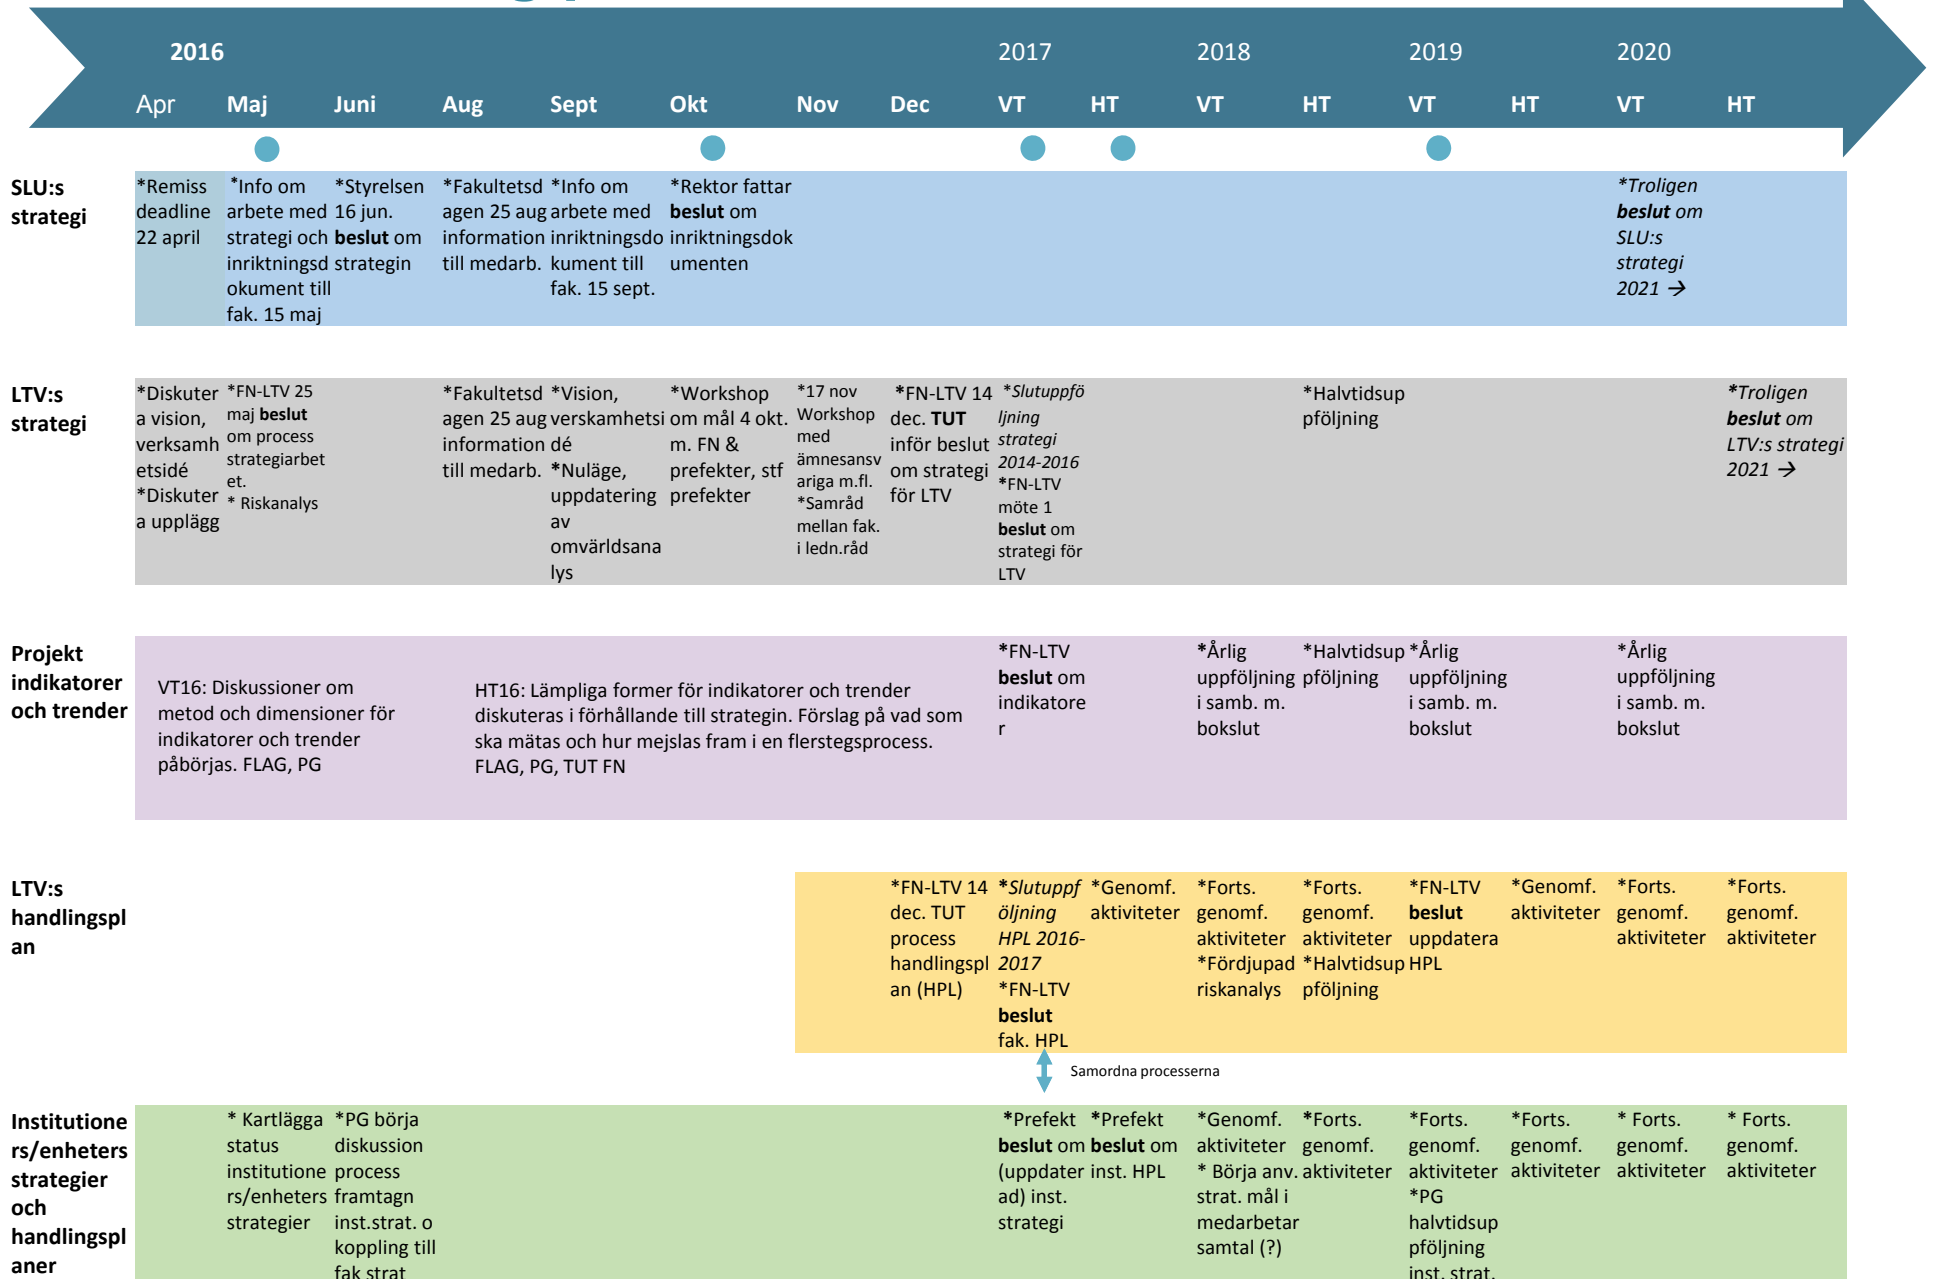 2016
2017
2018
2019
2020
Apr
Maj
Juni
Aug
Sept
Okt
Nov
Dec
VT
HT
VT
HT
VT
HT
VT
HT
SLU:s
strategi
*Remiss
deadline
22 april
*Info om
arbete med
strategi och
inriktningsd
okument till
fak. 15 maj
*Styrelsen
16 jun.
beslut om
strategin
*Fakultetsd
agen 25 aug
information
till medarb.
*Info om
arbete med
inriktningsdo
kument till
fak. 15 sept.
*Rektor fattar
beslut om
inriktningsdok
umenten
*Troligen
beslut om
SLU:s
strategi
2021 →
LTV:s
strategi
*Diskuter
a vision,
verksamh
etsidé
*Diskuter
a upplägg
*FN-LTV 25
maj beslut
om process
strategiarbet
et.
* Riskanalys
*Fakultetsd
agen 25 aug
information
till medarb.
*Vision,
verskamhetsi
dé
*Nuläge,
uppdatering
av
omvärldsana
lys
*Workshop
om mål 4 okt.
m. FN &
prefekter, stf
prefekter
*17 nov
Workshop
med
ämnesansv
ariga m.fl.
*Samråd
mellan fak.
i ledn.råd
*FN-LTV 14
dec. TUT
inför beslut
om strategi
för LTV
*Slutuppfö
ljning
strategi
2014-2016
*FN-LTV
möte 1
beslut om
strategi för
LTV
*Halvtidsup
pföljning
*Troligen
beslut om
LTV:s strategi
2021 →
Projekt
indikatorer
och trender
VT16: Diskussioner om
metod och dimensioner för
indikatorer och trender
påbörjas. FLAG, PG
HT16: Lämpliga former för indikatorer och trender
diskuteras i förhållande till strategin. Förslag på vad som
ska mätas och hur mejslas fram i en flerstegsprocess.
FLAG, PG, TUT FN
*FN-LTV
beslut om
indikatore
r
*Årlig
uppföljning
i samb. m.
bokslut
*Halvtidsup
pföljning
*Årlig
uppföljning
i samb. m.
bokslut
*Årlig
uppföljning
i samb. m.
bokslut
LTV:s
handlingspl
an
*FN-LTV 14
dec. TUT
process
handlingspl
an (HPL)
*Slutuppf
öljning
HPL 2016-
2017
*FN-LTV
beslut
fak. HPL
*Genomf.
aktiviteter
*Forts.
genomf.
aktiviteter
*Fördjupad
riskanalys
*Forts.
genomf.
aktiviteter
*Halvtidsup
pföljning
*FN-LTV
beslut
uppdatera
HPL
*Genomf.
aktiviteter
*Forts.
genomf.
aktiviteter
*Forts.
genomf.
aktiviteter
Samordna processerna
Institutione
rs/enheters
strategier
och
handlingspl
aner
* Kartlägga
status
institutione
rs/enheters
strategier
*PG börja
diskussion
process
framtagn
inst.strat. o
koppling till
fak strat
*Prefekt
beslut om
(uppdater
ad) inst.
strategi
*Prefekt
beslut om
inst. HPL
*Genomf.
aktiviteter
* Börja anv.
strat. mål i
medarbetar
samtal (?)
*Forts.
genomf.
aktiviteter
*Forts.
genomf.
aktiviteter
*PG
halvtidsup
pföljning
inst. strat.
*Forts.
genomf.
aktiviteter
* Forts.
genomf.
aktiviteter
* Forts.
genomf.
aktiviteter